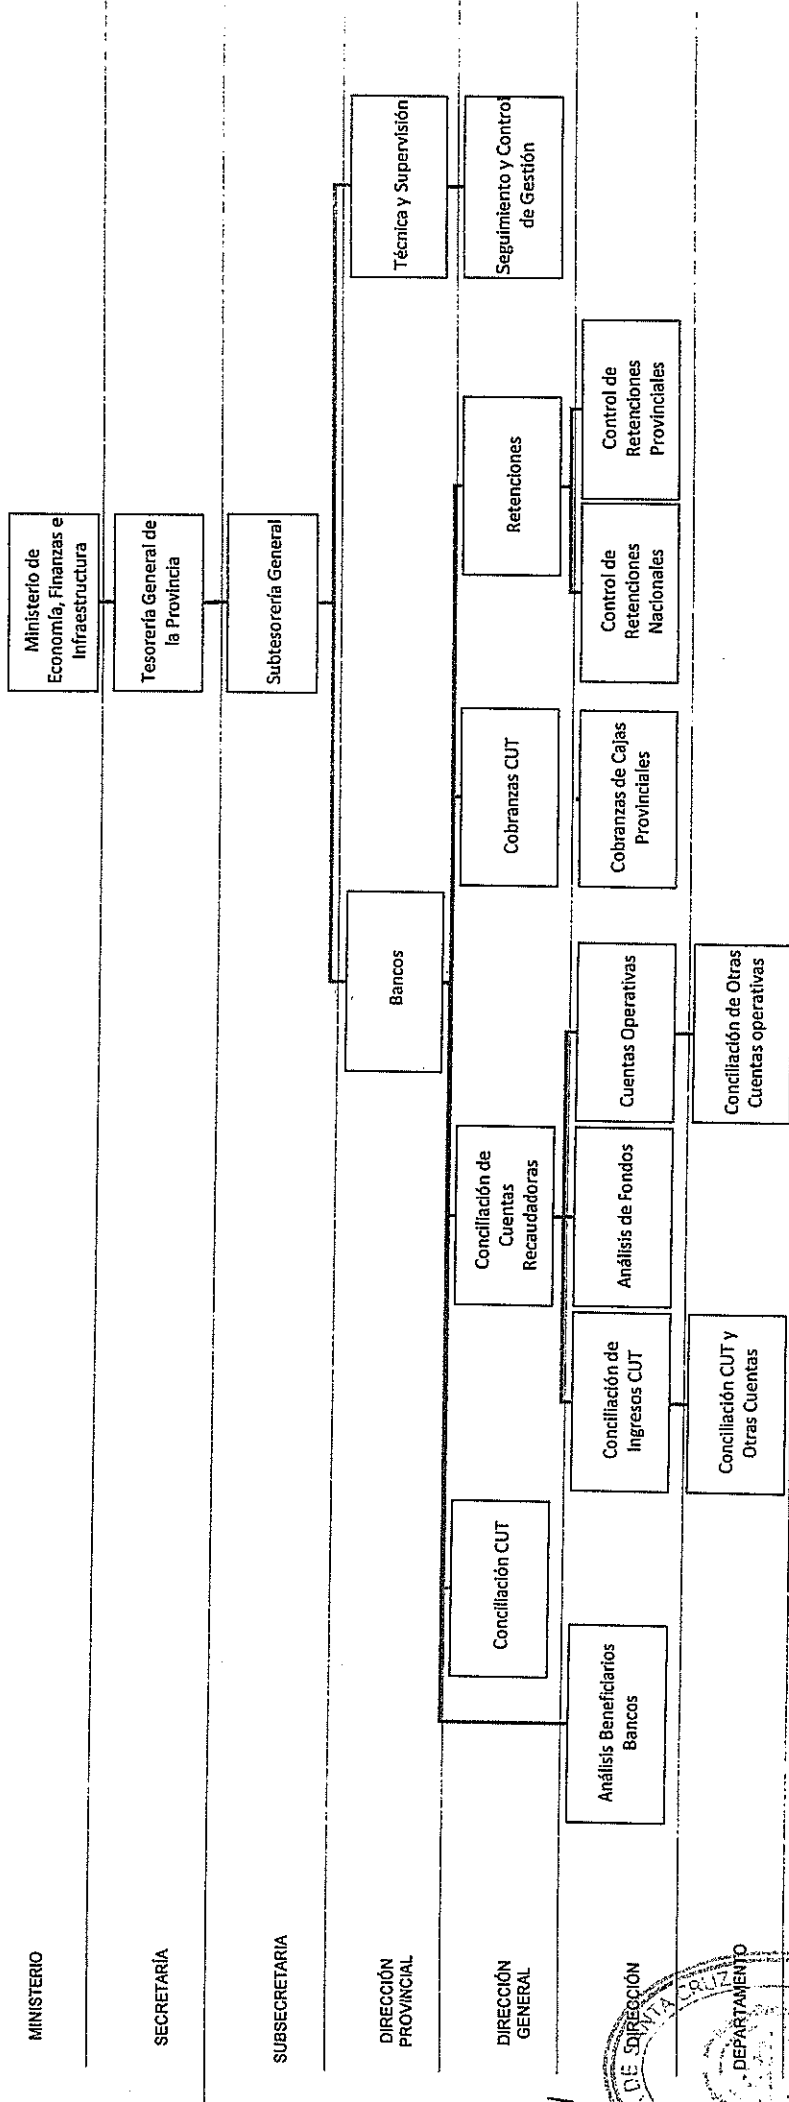 MINISTERIO
Ministerio de
Economía, Finanzas e
Infraestructura
SECRETARÍA
Tesorería General de
la Provincia
SUBSECRETARIA
Subtesorería General
DIRECCIÓN
PROVINCIAL
Bancos
Técnica y Supervisión
DIRECCIÓN
GENERAL
Conciliación CUT
Conciliación de
Cuentas
Recaudadoras
Cobranzas CUT
Retenciones
Seguimiento y Control
de Gestión
DIRECCIÓN
Análisis Beneficiarios
Bancos
Conciliación de
Ingresos CUT
Análisis de Fondos
Cuentas Operativas
Cobranzas de Cajas
Provinciales
Control de
Retenciones
Nacionales
Control de
Retenciones
Provinciales
DEPARTAMENTO
Conciliación CUT y
Otras Cuentas
Conciliación de Otras
Cuentas operativas
DE SANTA CRUZ